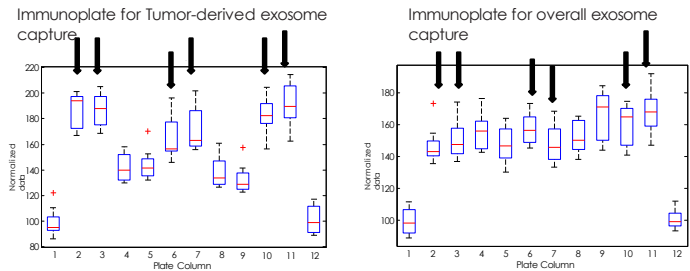 Immunoplate for Tumor-derived exosome
capture
220
200
180
160
140
120
100
80
Normalized
data
1 2 3 4 5 6 7 8 9 10 11 12
Plate Column
Immunoplate for overall exosome
capture
180
160
140
120
100
Normalized
data
1 2 3 4 5 6 7 8 9 10 11 12
Plate Column